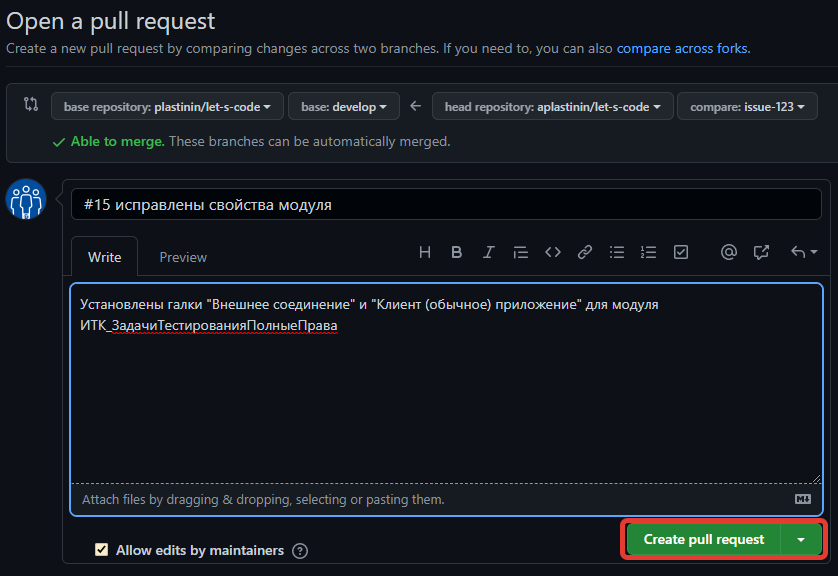 Open a pull request
Create a new pull request by comparing changes across two branches. If you need to, you can also compare across forks.
base repository: plastinin/let-s-code base: develop head repository: aplastinin/let-s-code compare: issue-123
Able to merge. These branches can be automatically merged.
#15 исправлены свойства модуля
Write Preview
Установлены галки "Внешнее соединение" и "Клиент (обычное) приложение" для модуля
ИТК_ЗадачиТестированияПолныеПрава
Attach files by dragging & dropping, selecting or pasting them.
Allow edits by maintainers
Create pull request